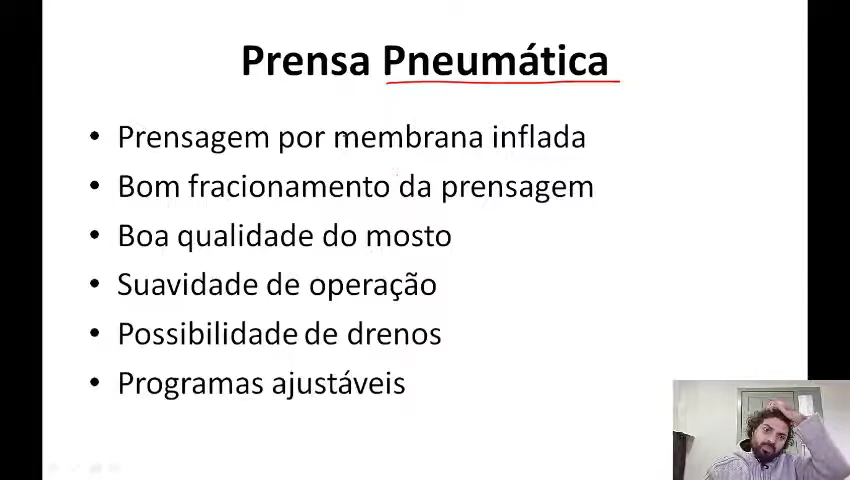 Prensa Pneumática
• Prensagem por membrana inflada
• Bom fracionamento da prensagem
• Boa qualidade do mosto
• Suavidade de operação
• Possibilidade de drenos
• Programas ajustáveis